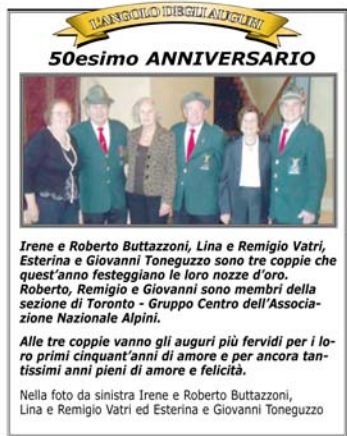 L'ANGOLO DEGLI AUGURI
50esimo ANNIVERSARIO
Irene e Roberto Buttazzoni, Lina e Remigio Vatri,
Esterina e Giovanni Toneguzzo sono tre coppie che
quest'anno festeggiano le loro nozze d'oro.
Roberto, Remigio e Giovanni sono membri della
sezione di Toronto - Gruppo Centro dell'Associa-
zione Nazionale Alpini.
Alle tre coppie vanno gli auguri più fervidi per i lo-
ro primi cinquant'anni di amore e per ancora tan-
tissimi anni pieni di amore e felicità.
Nella foto da sinistra Irene e Roberto Buttazzoni,
Lina e Remigio Vatri ed Esterina e Giovanni Toneguzzo